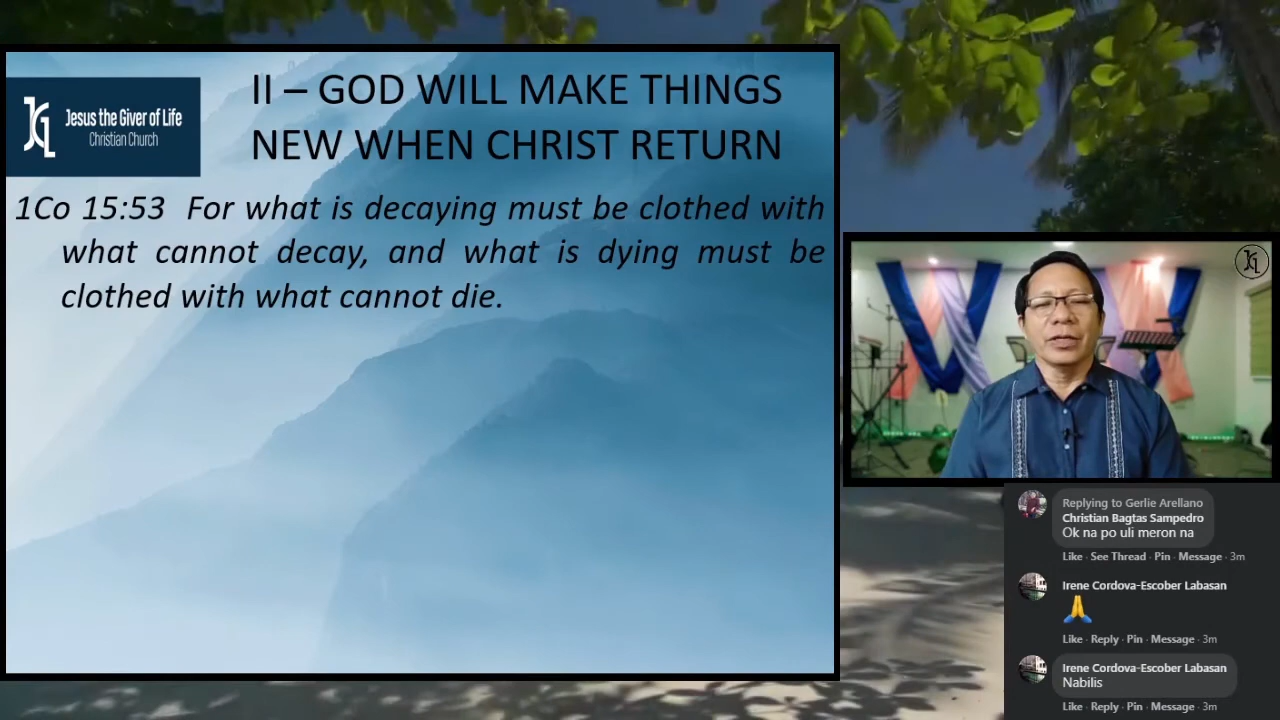 JGL
Jesus the Giver of Life
Christian Church
II – GOD WILL MAKE THINGS
NEW WHEN CHRIST RETURN
1Co 15:53 For what is decaying must be clothed with
what cannot decay, and what is dying must be
clothed with what cannot die.
JGL
Replying to Gerlie Arellano
Christian Bagtas Sampedro
Ok na po uli meron na
Like · See Thread · Pin · Message · 3m
Irene Cordova-Escober Labasan
🙏
Like · Reply · Pin · Message · 3m
Irene Cordova-Escober Labasan
Nabilis
Like · Reply · Pin · Message · 3m